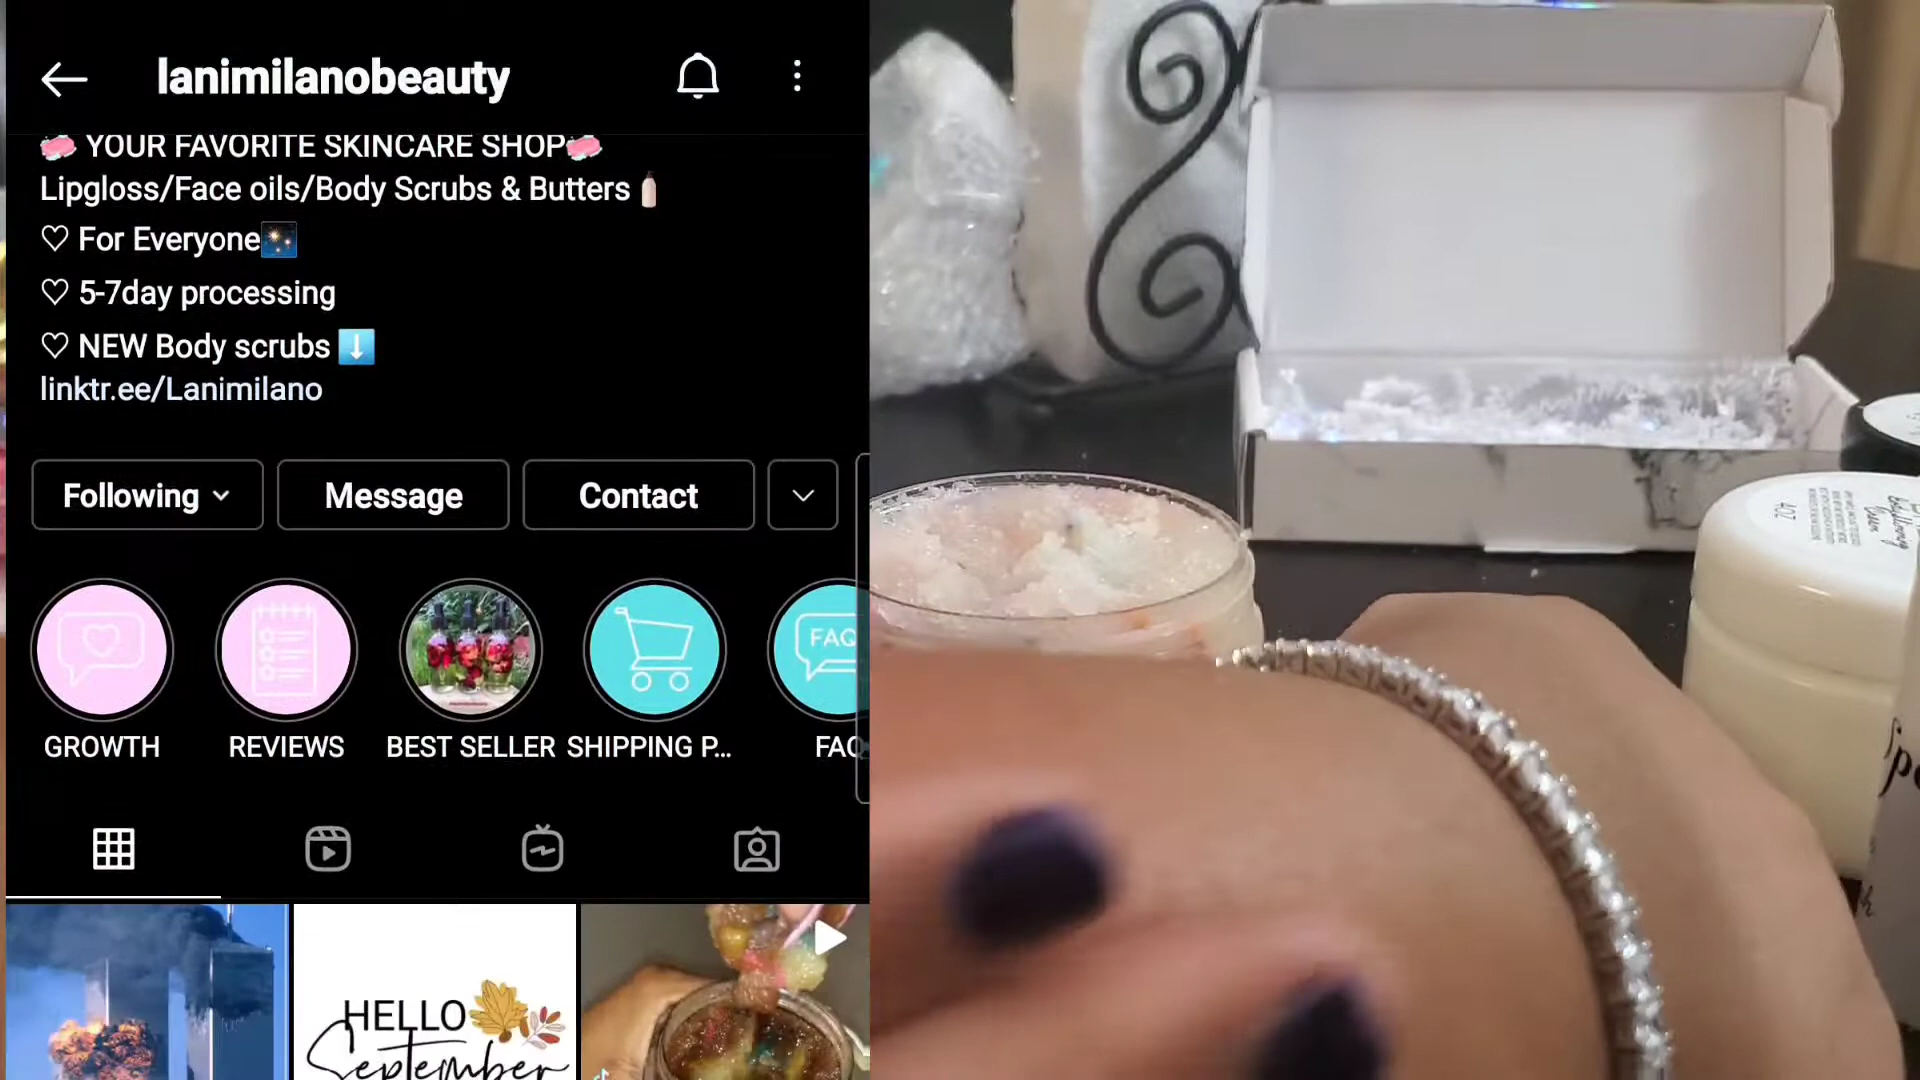 lanimilanobeauty
YOUR FAVORITE SKINCARE SHOP
Lipgloss/Face oils/Body Scrubs & Butters
♡ For Everyone
♡ 5-7day processing
♡ NEW Body scrubs ⬇️
linktr.ee/Lanimilano
Following
Message
Contact
FAQ
GROWTH
REVIEWS
BEST SELLER
SHIPPING P...
FAQ
HELLO
September
4oz